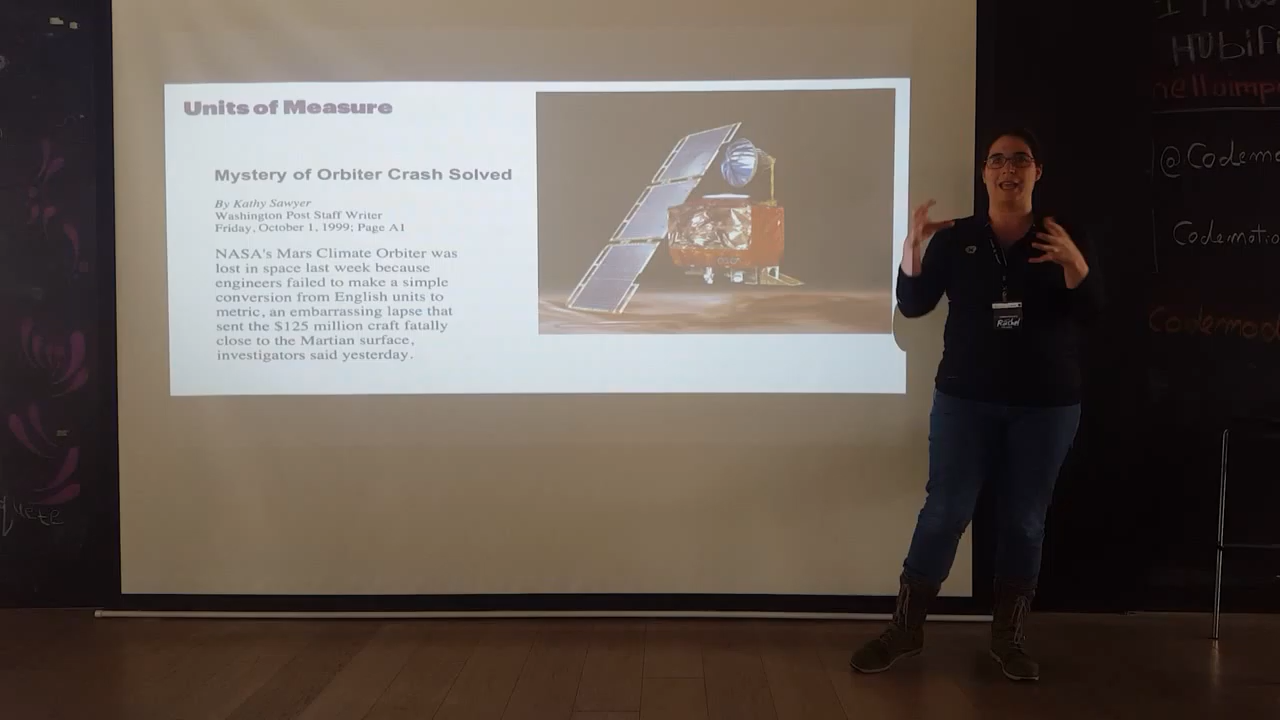 Units of Measure
Mystery of Orbiter Crash Solved
By Kathy Sawyer
Washington Post Staff Writer
Friday, October 1, 1999; Page A1
NASA's Mars Climate Orbiter was
lost in space last week because
engineers failed to make a simple
conversion from English units to
metric, an embarrassing lapse that
sent the $125 million craft fatally
close to the Martian surface,
investigators said yesterday.
Rachel
HUbiF
@Codemo
Codemotio
Codemo